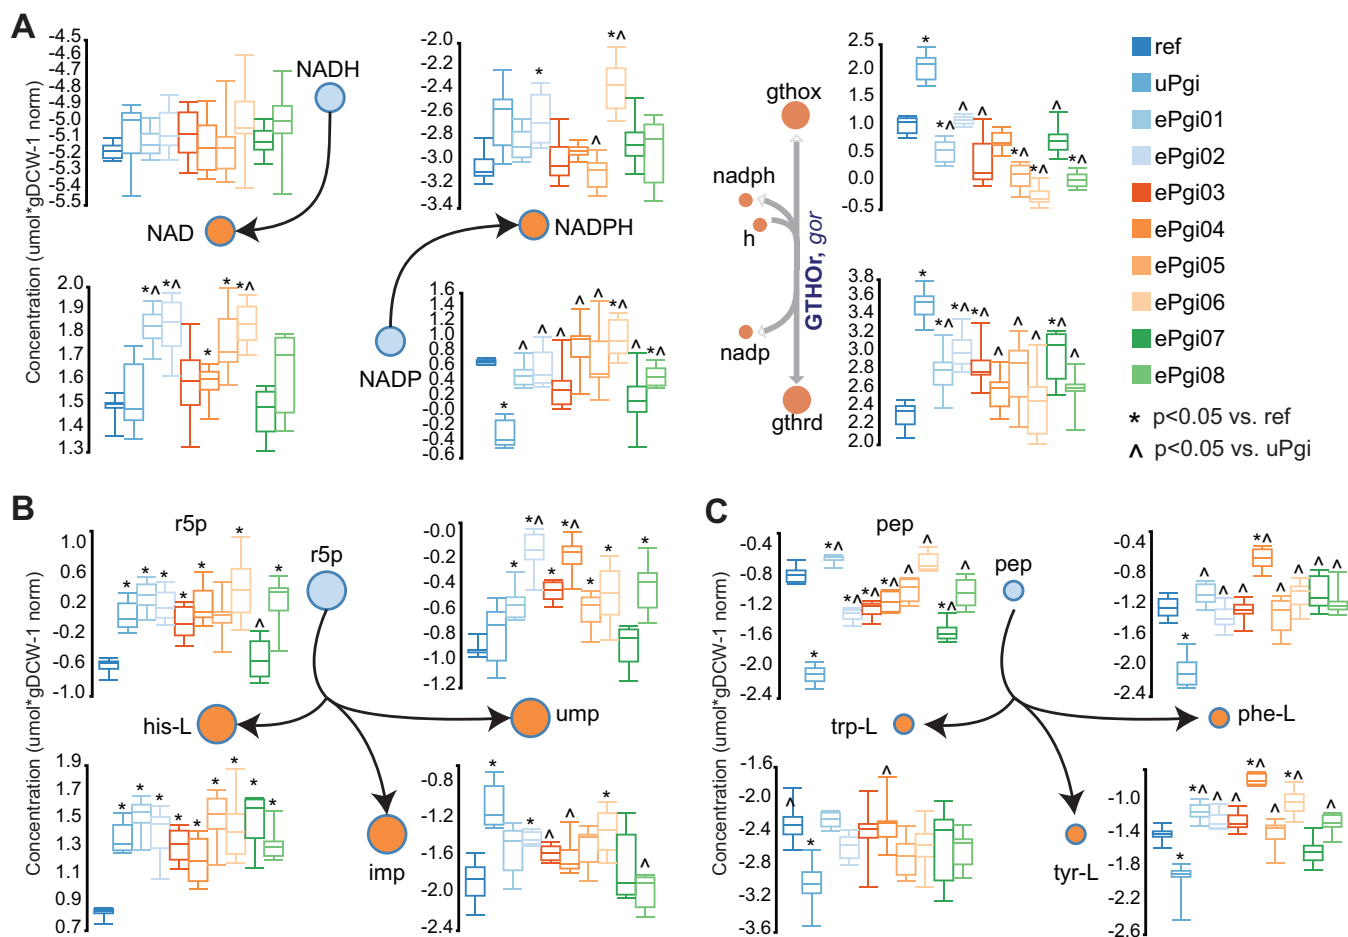 A
Concentration (umol*gDCW-1 norm)
-4.5
-4.6
-4.7
-4.8
-4.9
-5.0
-5.1
-5.2
-5.3
-5.4
-5.5
NADH
NAD
-2.0
-2.2
-2.4
-2.6
-2.8
-3.0
-3.2
-3.4
* *^ ^
NADPH
2.0
1.9
1.8
1.7
1.6
1.5
1.4
1.3
*^ *^ * * *^
NADP
1.6
1.4
1.2
1.0
0.8
0.6
0.4
0.2
-0.0
-0.2
-0.4
-0.6
* ^ ^ ^ ^ ^ *^ ^ *^
gthox
nadph
h
GTHOr, gor
nadp
gthrd
2.5
2.0
1.5
1.0
0.5
0.0
-0.5
* *^ ^ ^ *^ *^ ^ *^
3.8
3.6
3.4
3.2
3.0
2.8
2.6
2.4
2.2
2.0
* *^ *^ *^ ^ ^ ^ *^ ^
ref
uPgi
ePgi01
ePgi02
ePgi03
ePgi04
ePgi05
ePgi06
ePgi07
ePgi08
* p<0.05 vs. ref
^ p<0.05 vs. uPgi
B
Concentration (umol*gDCW-1 norm)
r5p
1.0
0.6
0.2
-0.2
-0.6
-1.0
* * * * * * ^ *
r5p
-0.0
-0.2
-0.4
-0.6
-0.8
-1.0
-1.2
* *^ * *^ * * *
his-L
ump
imp
1.9
1.7
1.5
1.3
1.1
0.9
0.7
* * * * * * * * *
-0.8
-1.2
-1.6
-2.0
-2.4
* * ^ ^ * ^
C
Concentration (umol*gDCW-1 norm)
pep
-0.4
-0.8
-1.2
-1.6
-2.0
-2.4
* *^ *^ *^ *^ ^ ^ *^ ^
pep
-0.4
-0.8
-1.2
-1.6
-2.0
-2.4
* ^ ^ ^ *^ ^ ^ ^ ^
trp-L
phe-L
tyr-L
-1.6
-2.0
-2.4
-2.8
-3.2
-3.6
^ * ^
-1.0
-1.4
-1.8
-2.2
-2.6
* *^ ^ ^ *^ ^ *^ ^